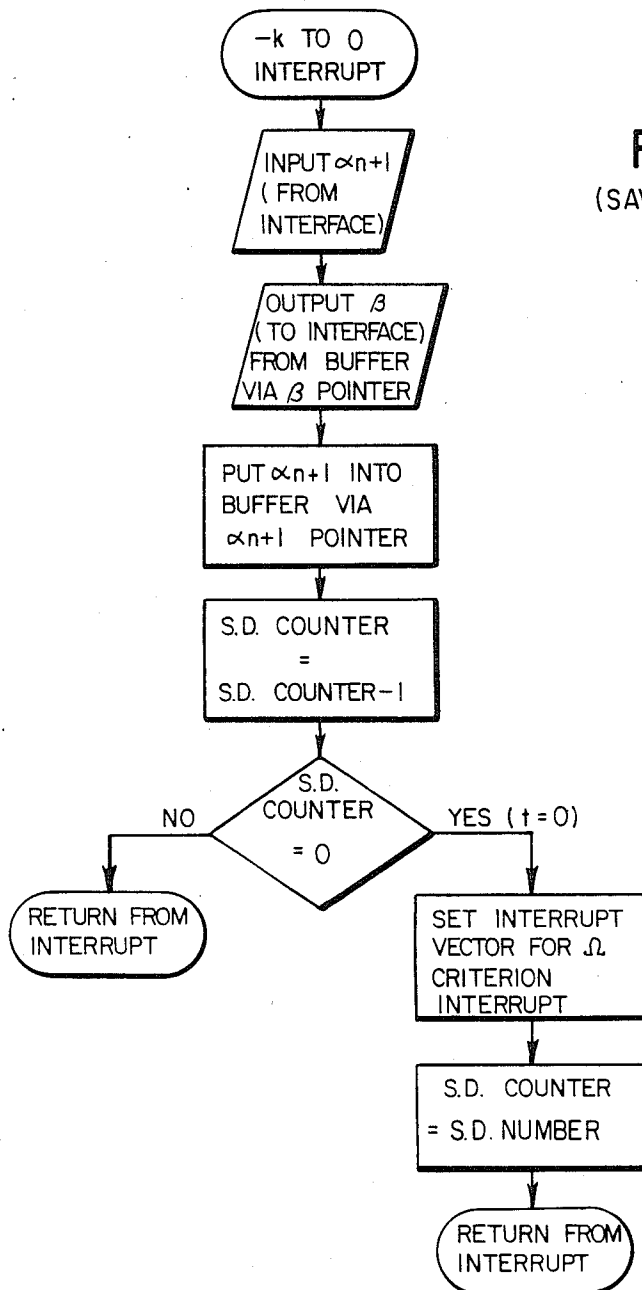 -k TO 0
INTERRUPT
INPUT ∝n+1
( FROM
INTERFACE)
OUTPUT β
( TO INTERFACE)
FROM BUFFER
VIA β POINTER
PUT ∝n+1 INTO
BUFFER VIA
∝n+1 POINTER
S.D. COUNTER
=
S.D. COUNTER-1
S.D.
COUNTER
= 0
NO
YES ( t=0)
RETURN FROM
INTERRUPT
SET INTERRUPT
VECTOR FOR Ω
CRITERION
INTERRUPT
S.D. COUNTER
= S.D. NUMBER
RETURN FROM
INTERRUPT